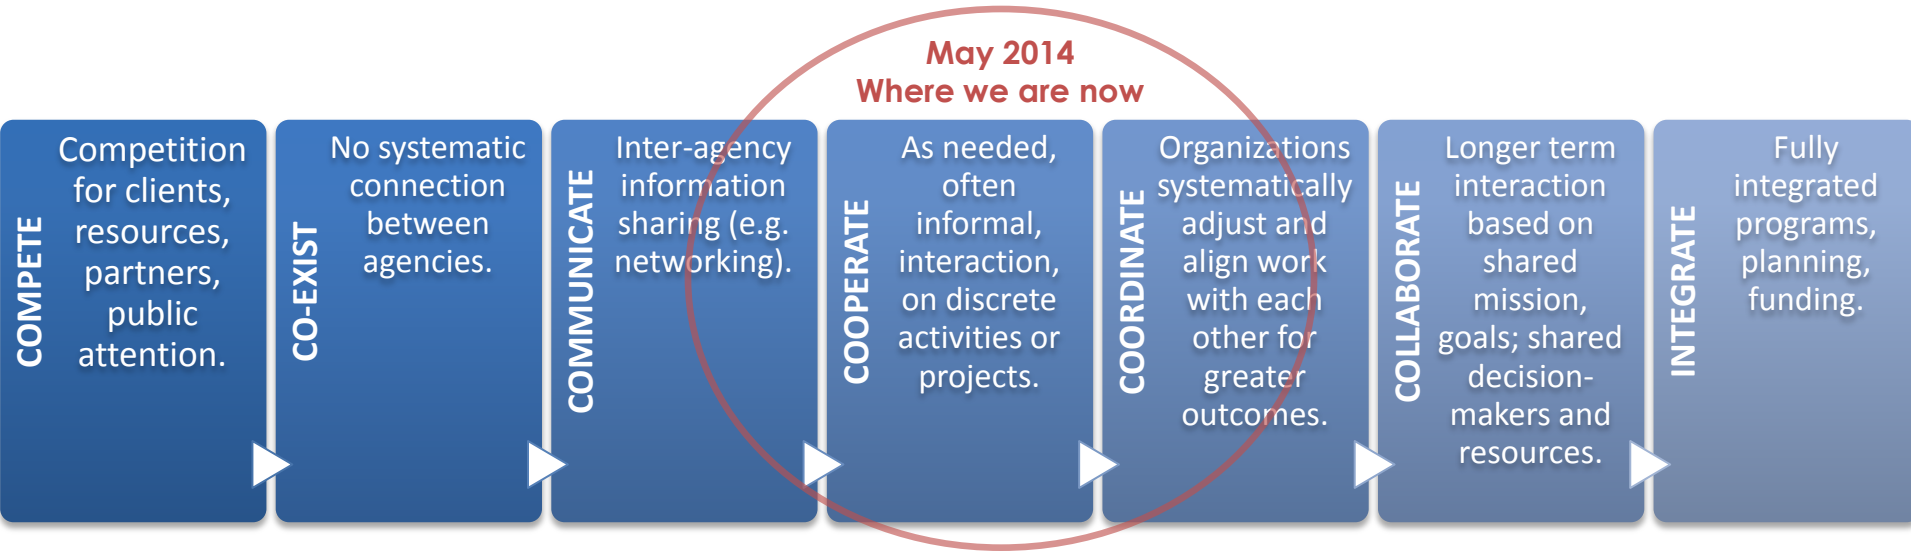 May 2014
Where we are now
COMPETE
Competition
for clients,
resources,
partners,
public
attention.
CO-EXIST
No systematic
connection
between
agencies.
COMMUNICATE
Inter-agency
information
sharing (e.g.
networking).
COOPERATE
As needed,
often
informal,
interaction,
on discrete
activities or
projects.
COORDINATE
Organizations
systematically
adjust and
align work
with each
other for
greater
outcomes.
COLLABORATE
Longer term
interaction
based on
shared
mission,
goals; shared
decision-
makers and
resources.
INTEGRATE
Fully
integrated
programs,
planning,
funding.